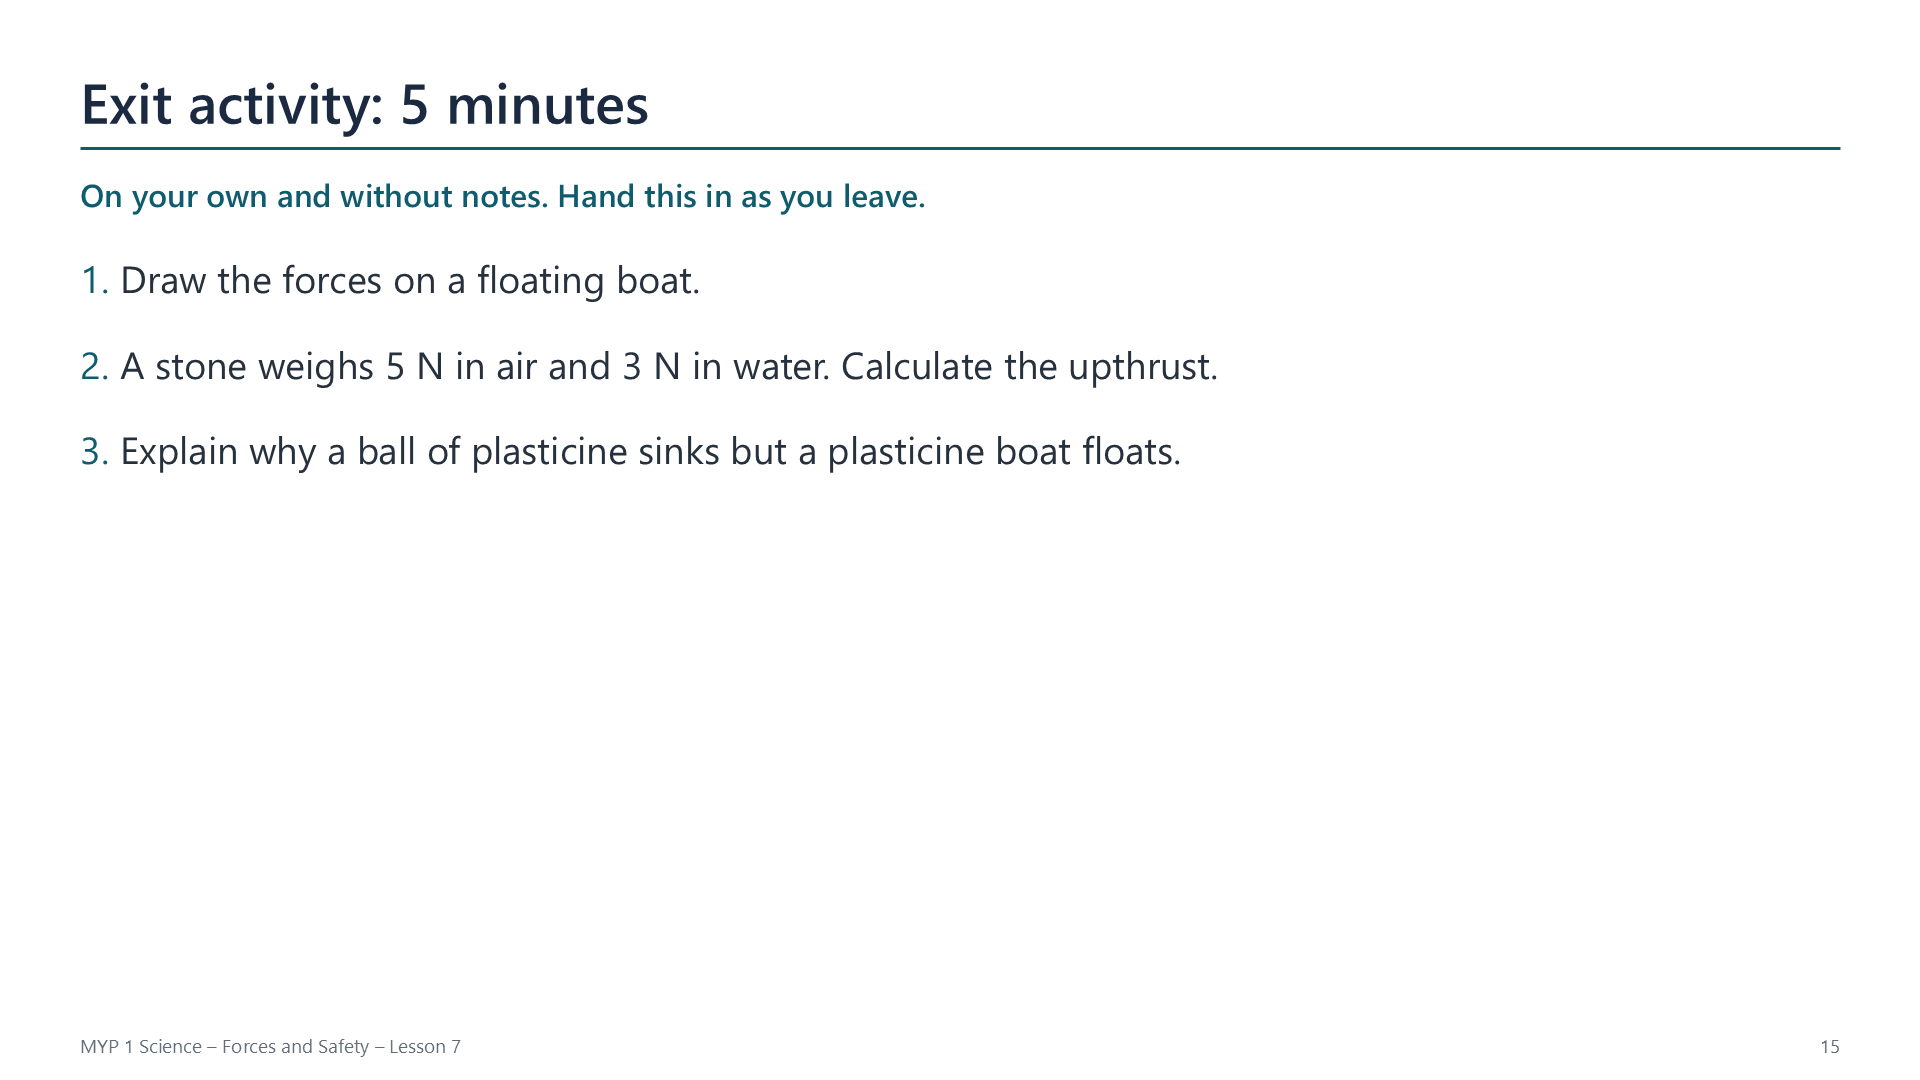 Exit activity: 5 minutes
On your own and without notes. Hand this in as you leave.
1. Draw the forces on a floating boat.
2. A stone weighs 5 N in air and 3 N in water. Calculate the upthrust.
3. Explain why a ball of plasticine sinks but a plasticine boat floats.
MYP 1 Science – Forces and Safety – Lesson 7
15